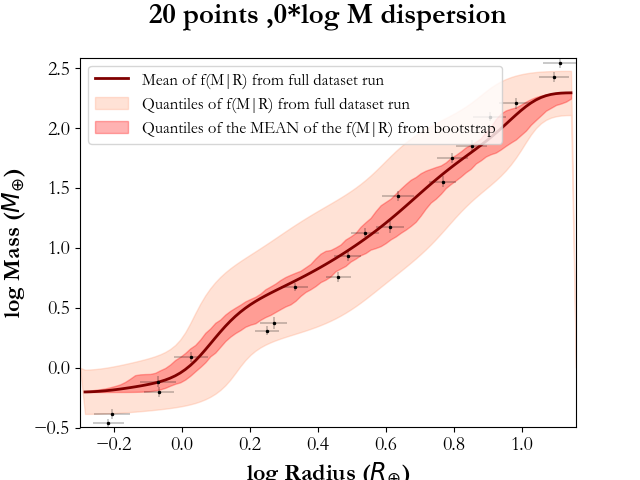 20 points ,0*log M dispersion
2.5
2.0
1.5
1.0
0.5
0.0
−0.5
log Mass (M⊕)
Mean of f(M|R) from full dataset run
Quantiles of f(M|R) from full dataset run
Quantiles of the MEAN of the f(M|R) from bootstrap
−0.2 0.0 0.2 0.4 0.6 0.8 1.0
log Radius (R⊕)